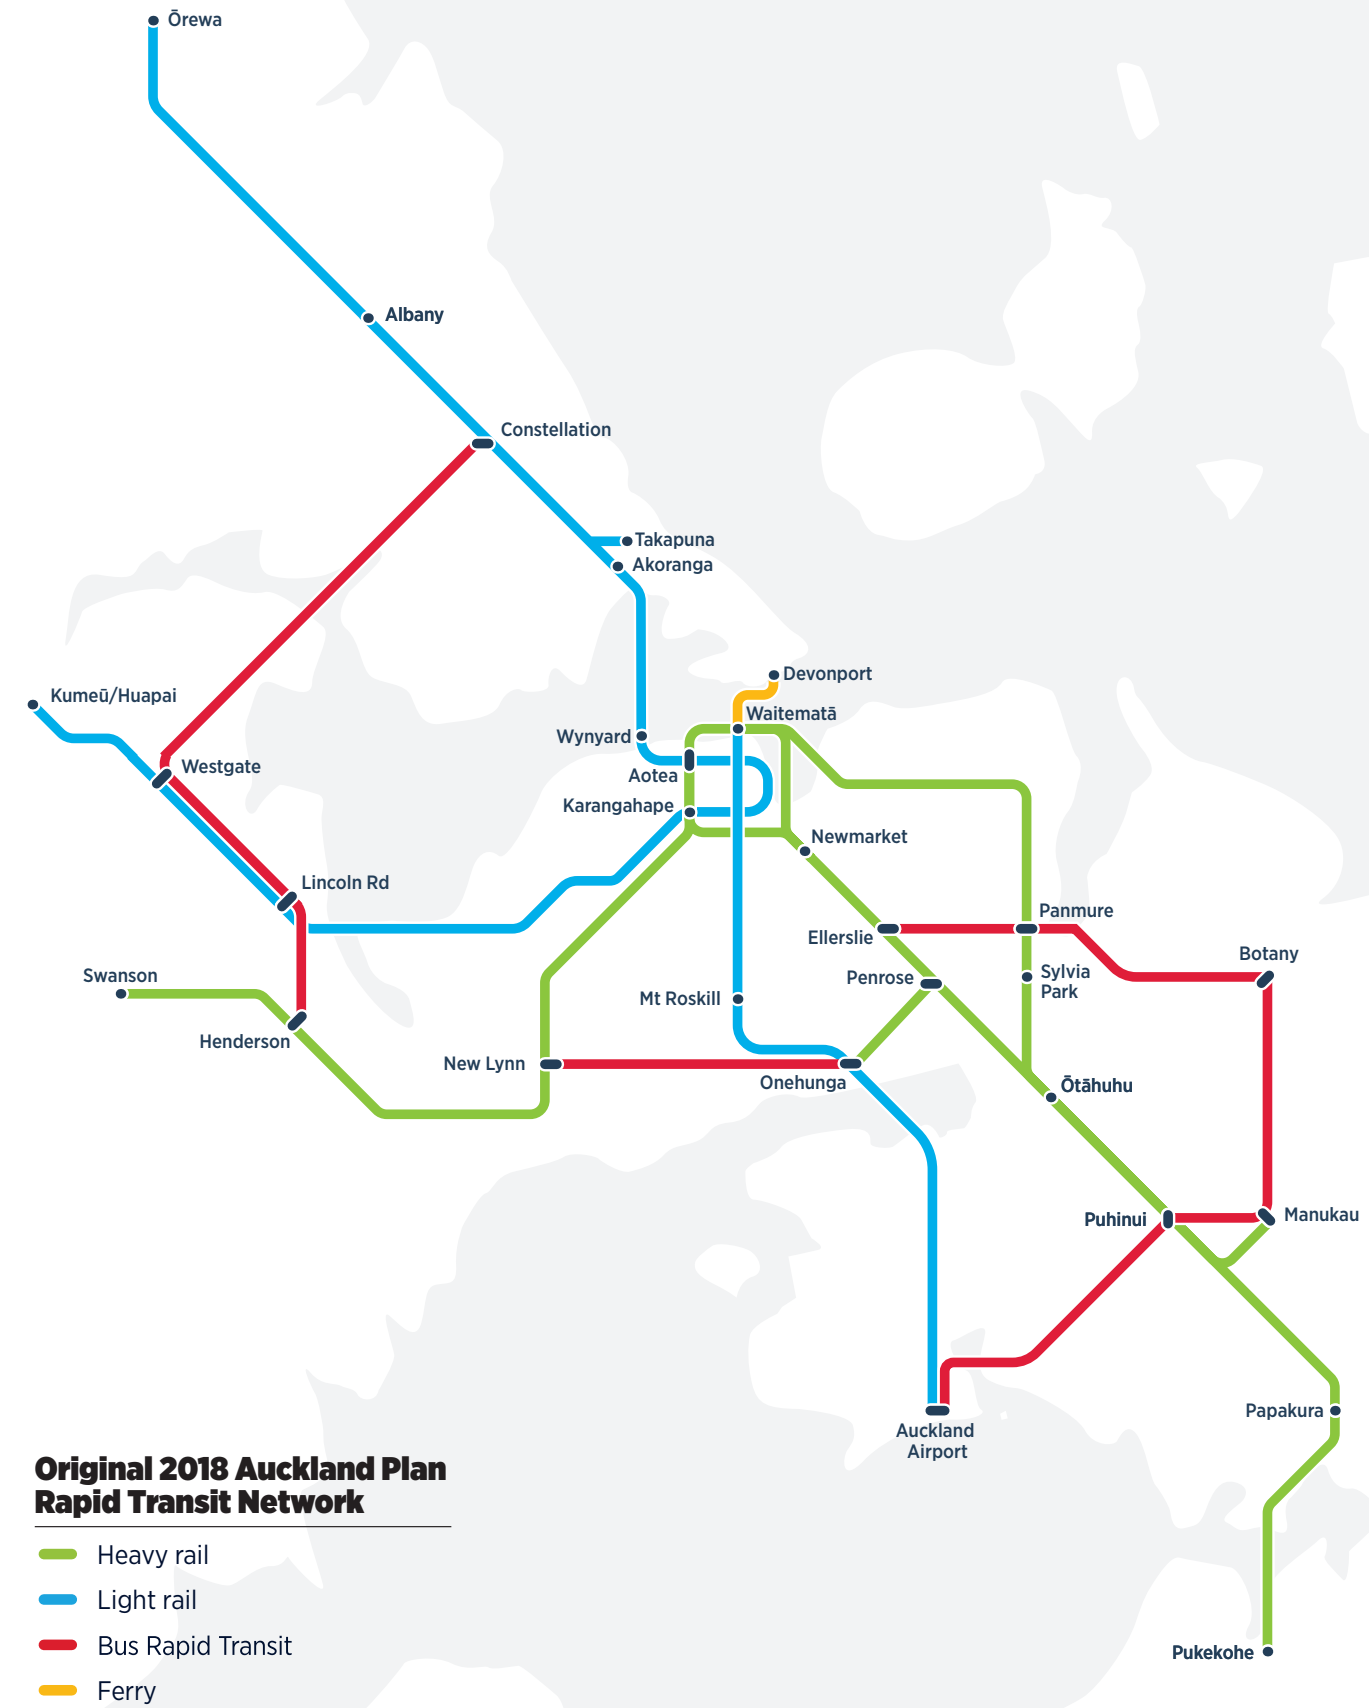 Ōrewa
Albany
Constellation
Takapuna
Akoranga
Devonport
Kumeū/Huapai
Waitematā
Wynyard
Westgate
Aotea
Karangahape
Newmarket
Lincoln Rd
Panmure
Ellerslie
Botany
Swanson
Penrose
Sylvia
Park
Mt Roskill
Henderson
New Lynn
Onehunga
Ōtāhuhu
Puhinui
Manukau
Papakura
Auckland
Airport
Pukekohe
Original 2018 Auckland Plan
Rapid Transit Network
Heavy rail
Light rail
Bus Rapid Transit
Ferry